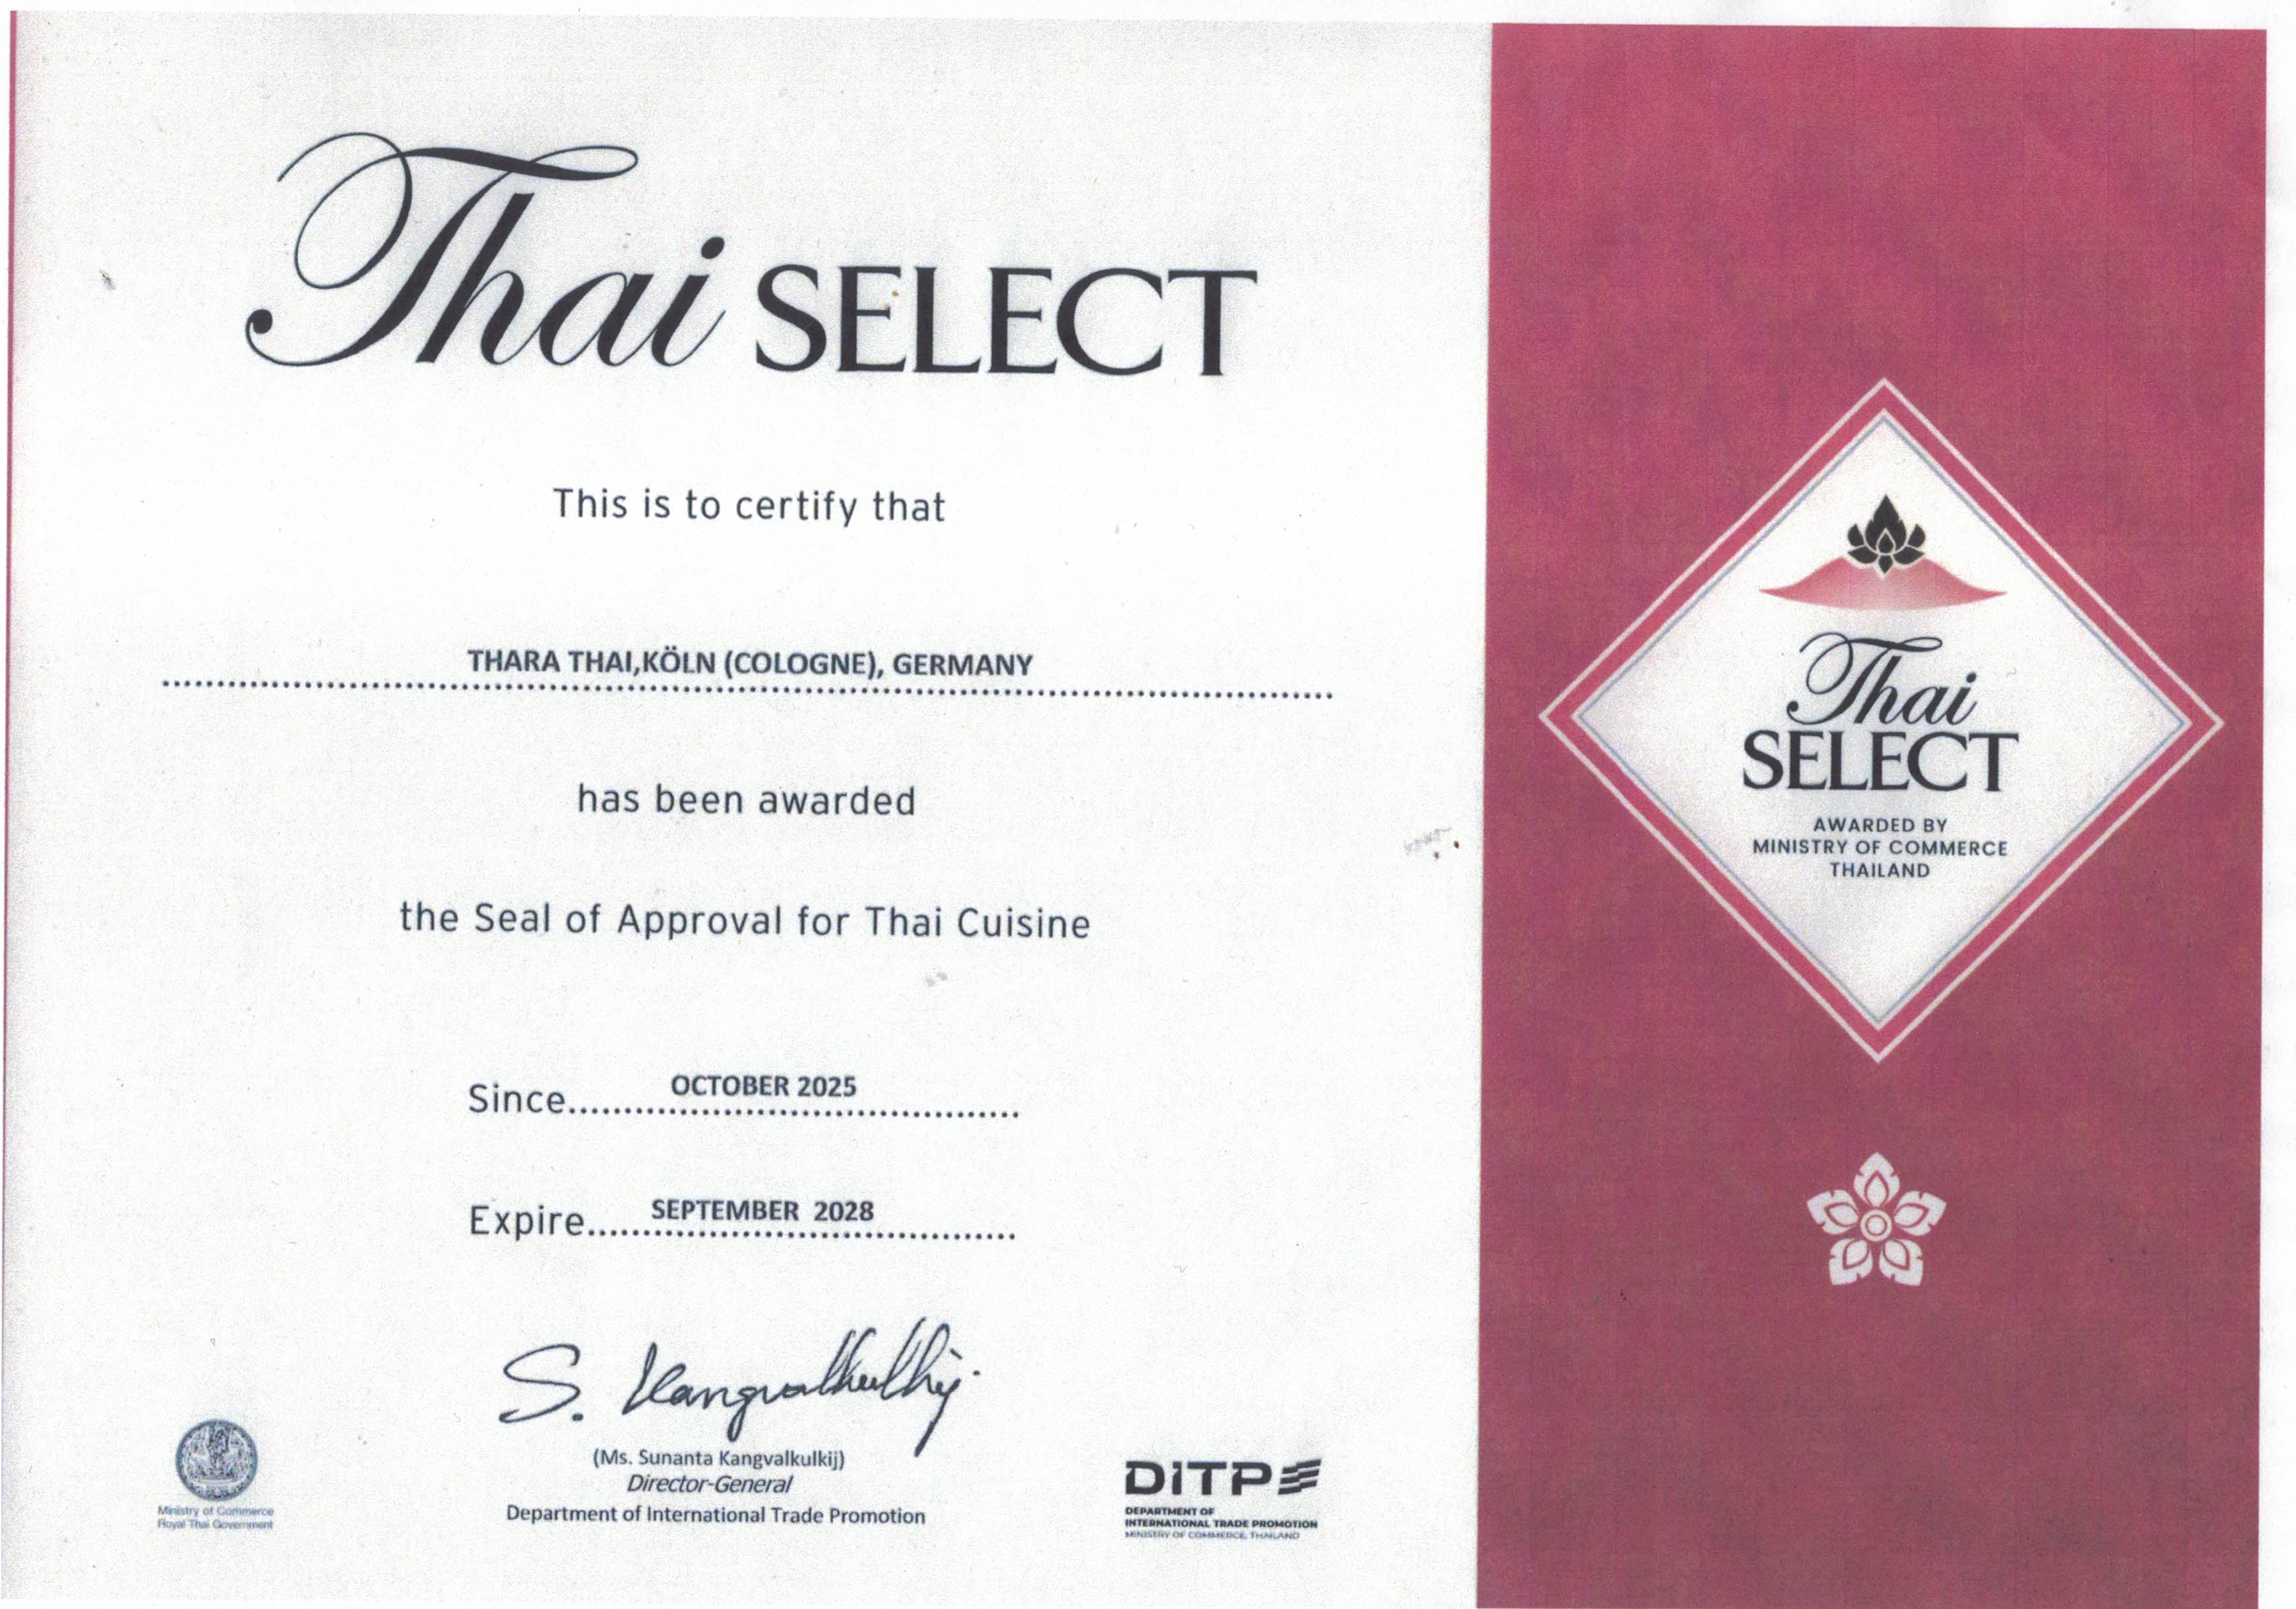 Thai SELECT
This is to certify that
THARA THAI,KÖLN (COLOGNE), GERMANY
has been awarded
the Seal of Approval for Thai Cuisine
Since OCTOBER 2025
Expire SEPTEMBER 2028
S. Kangvalkulkij
(Ms. Sunanta Kangvalkulkij)
Director-General
Department of International Trade Promotion
Ministry of Commerce
Royal Thai Government
DiTP
DEPARTMENT OF
INTERNATIONAL TRADE PROMOTION
MINISTRY OF COMMERCE, THAILAND
Thai
SELECT
AWARDED BY
MINISTRY OF COMMERCE
THAILAND